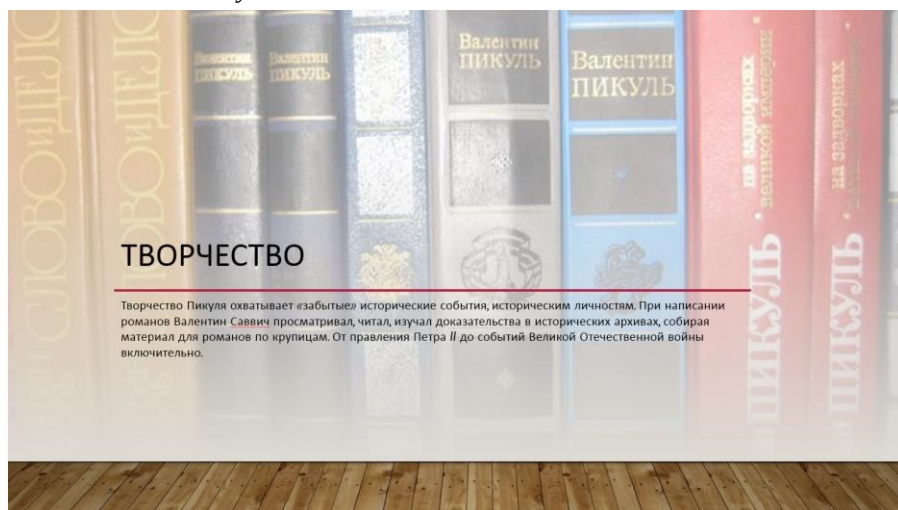 СЛОВО и ДЕЛО
СЛОВО и ДЕЛО
Валентин
ПИКУЛЬ
Валентин
ПИКУЛЬ
Валентин
ПИКУЛЬ
Валентин
ПИКУЛЬ
ПИКУЛЬ • на задворках
великой империи •
ПИКУЛЬ • на задворках
ТВОРЧЕСТВО
Творчество Пикуля охватывает «забытые» исторические события, историческим личностям. При написании
романов Валентин Саввич просматривал, читал, изучал доказательства в исторических архивах, собирая
материал для романов по крупицам. От правления Петра II до событий Великой Отечественной войны
включительно.